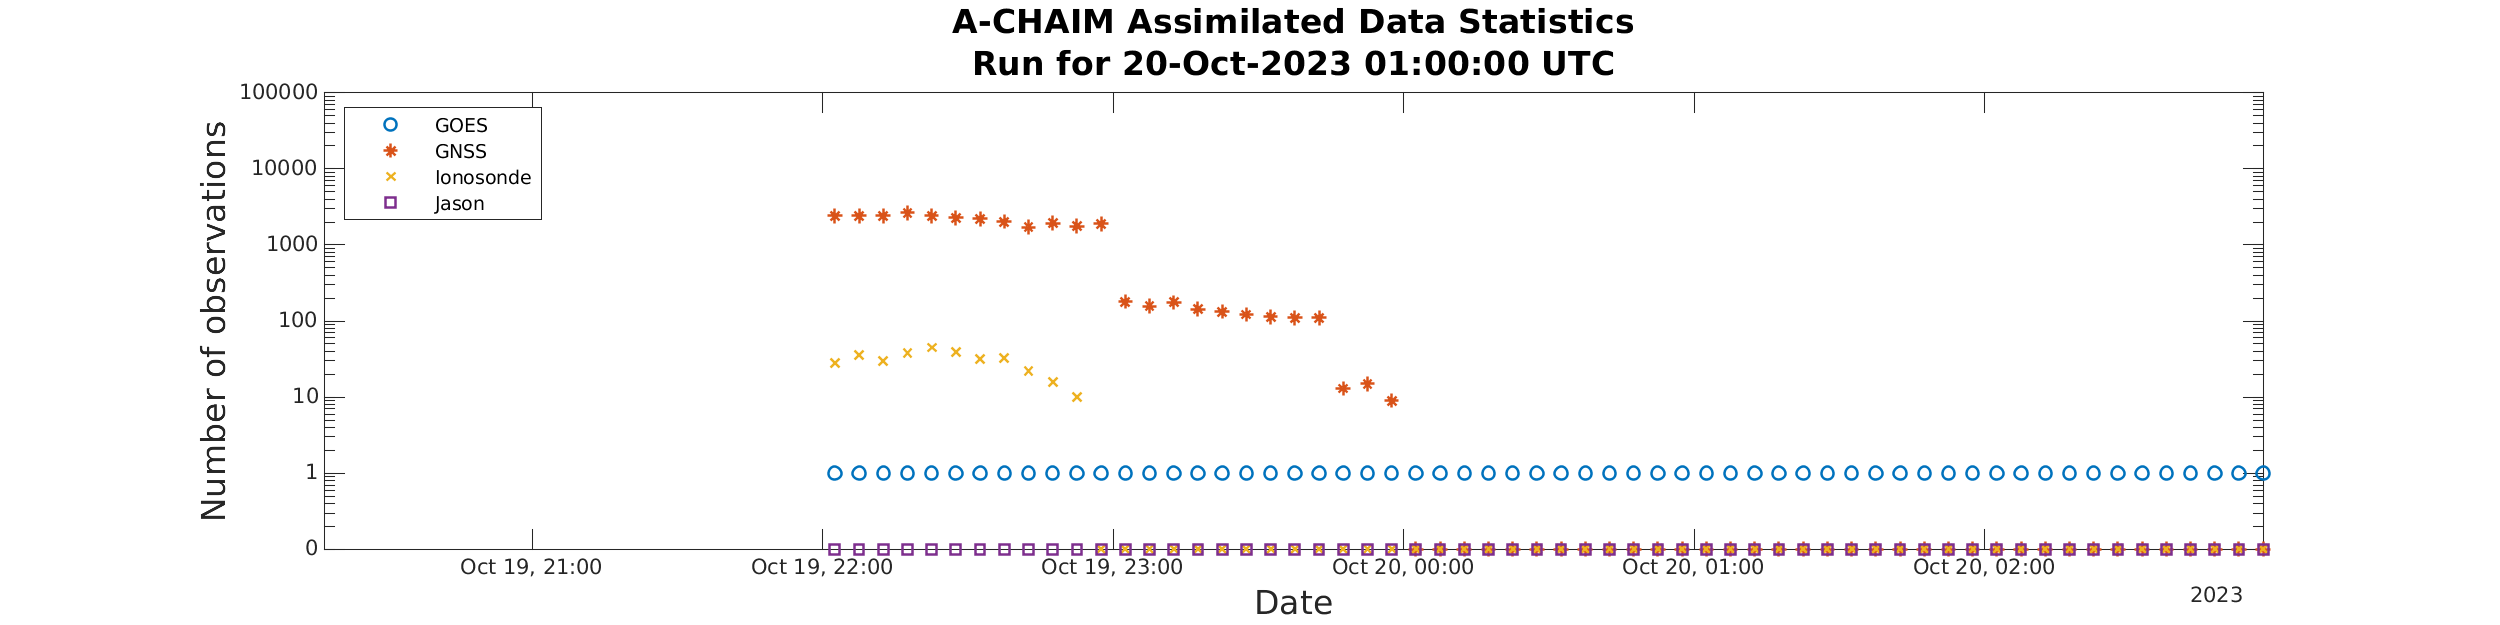 A-CHAIM Assimilated Data Statistics
Run for 20-Oct-2023 01:00:00 UTC
Number of observations
100000
10000
1000
100
10
1
0
GOES
GNSS
Ionosonde
Jason
Oct 19, 21:00
Oct 19, 22:00
Oct 19, 23:00
Oct 20, 00:00
Oct 20, 01:00
Oct 20, 02:00
2023
Date